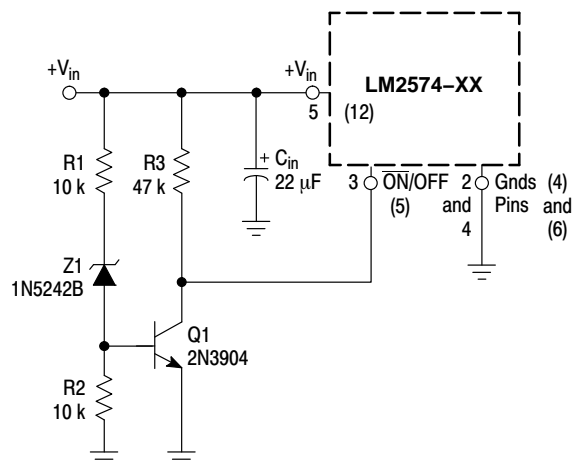 +Vin
+Vin
LM2574–XX
5
(12)
R1
10 k
R3
47 k
+
Cin
22 μF
3
ON/OFF
(5)
2
and
4
Gnds
Pins
(4)
and
(6)
Z1
1N5242B
Q1
2N3904
R2
10 k